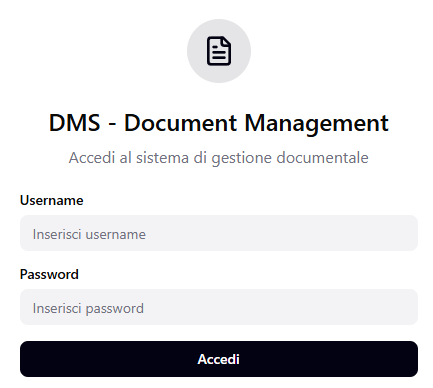 DMS - Document Management
Accedi al sistema di gestione documentale
Username
Inserisci username
Password
Inserisci password
Accedi